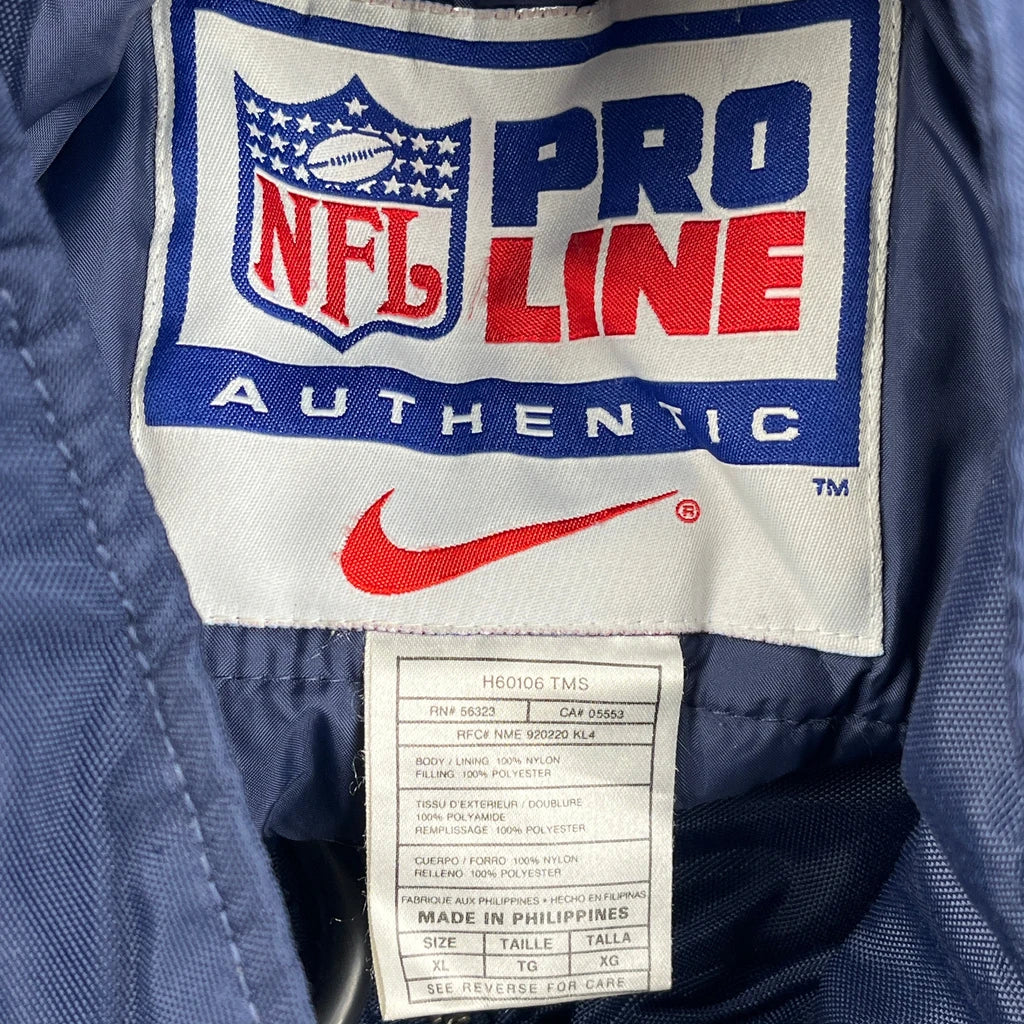 NFL
PRO
LINE
AUTHENTIC
TM
®
H60106 TMS
RN# 56323 CA# 05553
RFC# NME 920220 KL4
BODY / LINING 100% NYLON
FILLING 100% POLYESTER
TISSU D'EXTERIEUR / DOUBLURE
100% POLYAMIDE
REMPLISSAGE 100% POLYESTER
CUERPO / FORRO 100% NYLON
RELLENO 100% POLYESTER
FABRIQUE AUX PHILIPPINES • HECHO EN FILIPINAS
MADE IN PHILIPPINES
SIZE TAILLE TALLA
XL TG XG
SEE REVERSE FOR CARE